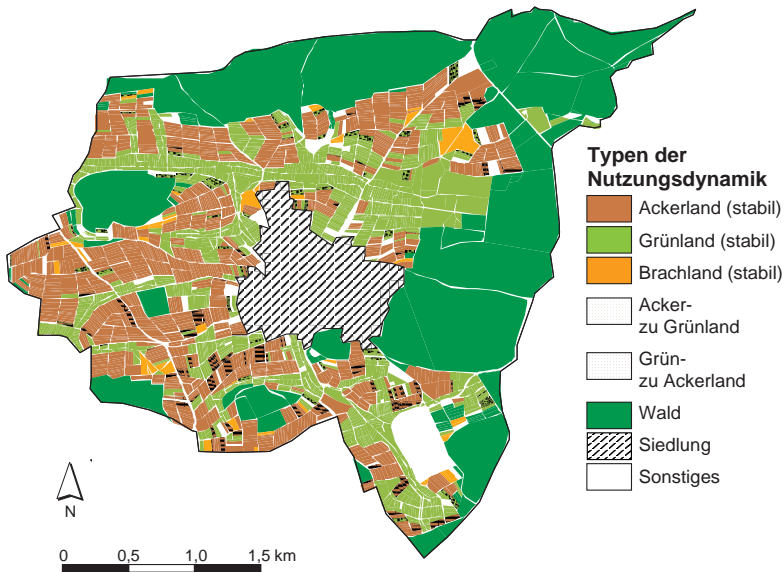 Typen der
Nutzungsdynamik
Ackerland (stabil)
Grünland (stabil)
Brachland (stabil)
Acker-
zu Grünland
Grün-
zu Ackerland
Wald
Siedlung
Sonstiges
N
0 0,5 1,0 1,5 km